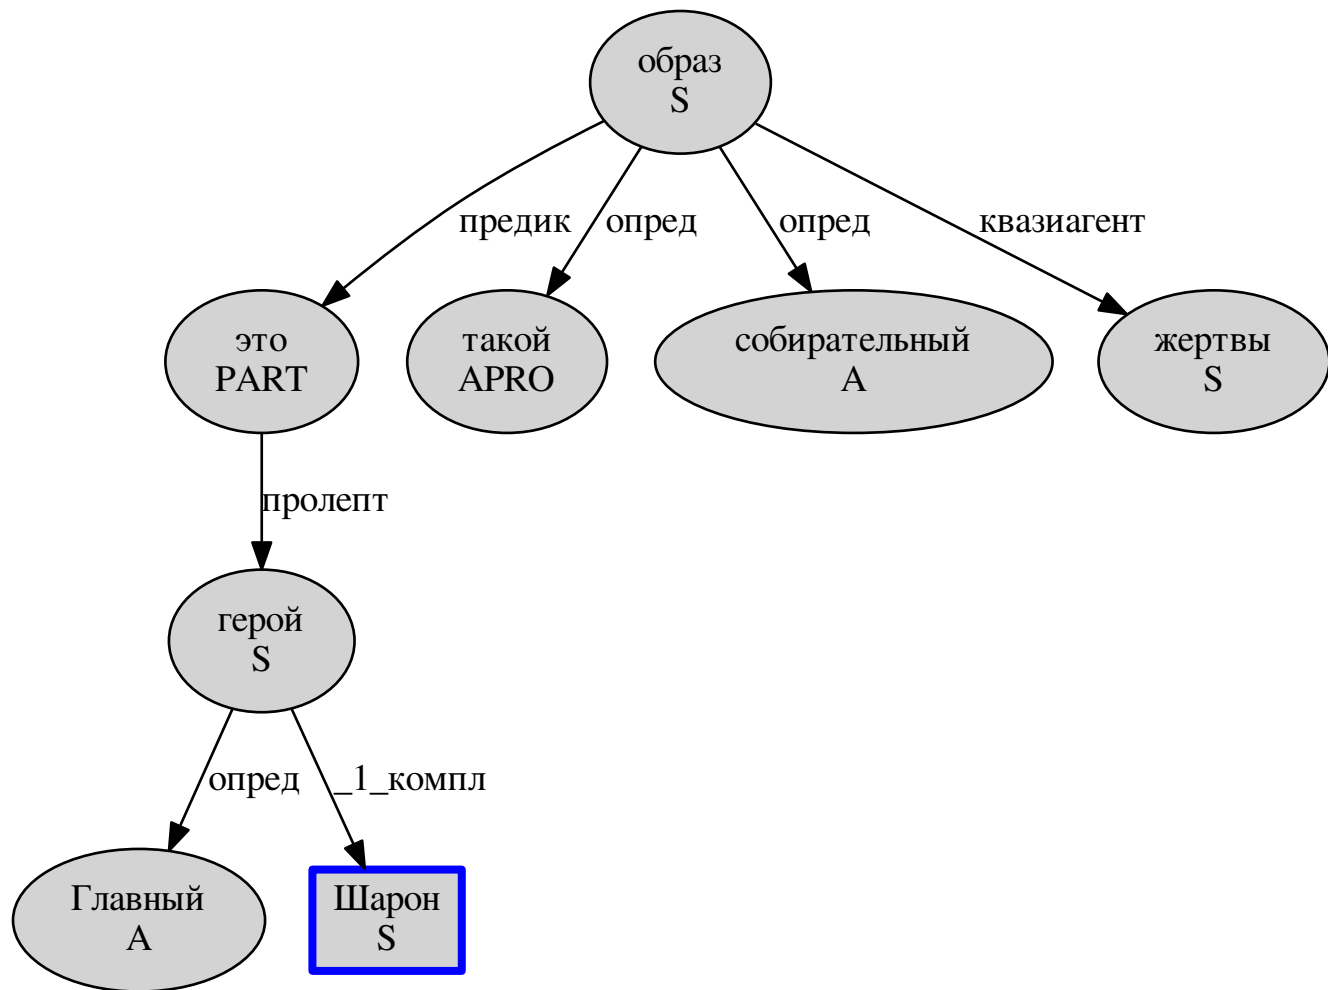 образ
S
предик
опред
опред
квазиагент
это
PART
такой
APRO
собирательный
A
жертвы
S
пролепт
герой
S
опред
_1_компл
Главный
A
Шарон
S